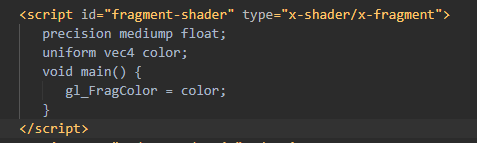 <script id="fragment-shader" type="x-shader/x-fragment">
precision mediump float;
uniform vec4 color;
void main() {
gl_FragColor = color;
}
</script>